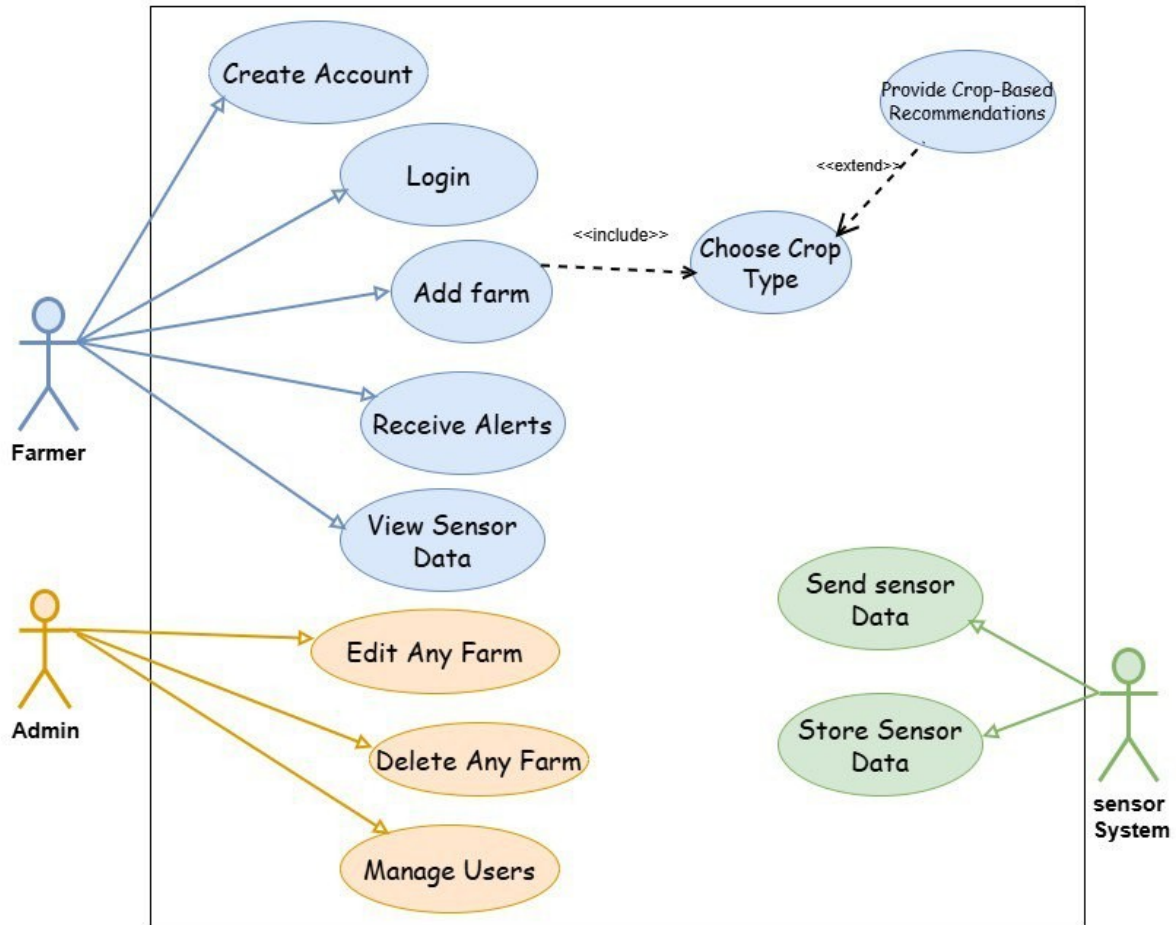 Create Account
Provide Crop-Based
Recommendations
<<extend>>
Login
<<include>>
Choose Crop
Type
Add farm
Receive Alerts
Farmer
View Sensor
Data
Send sensor
Data
Edit Any Farm
Admin
Store Sensor
Data
Delete Any Farm
sensor
System
Manage Users